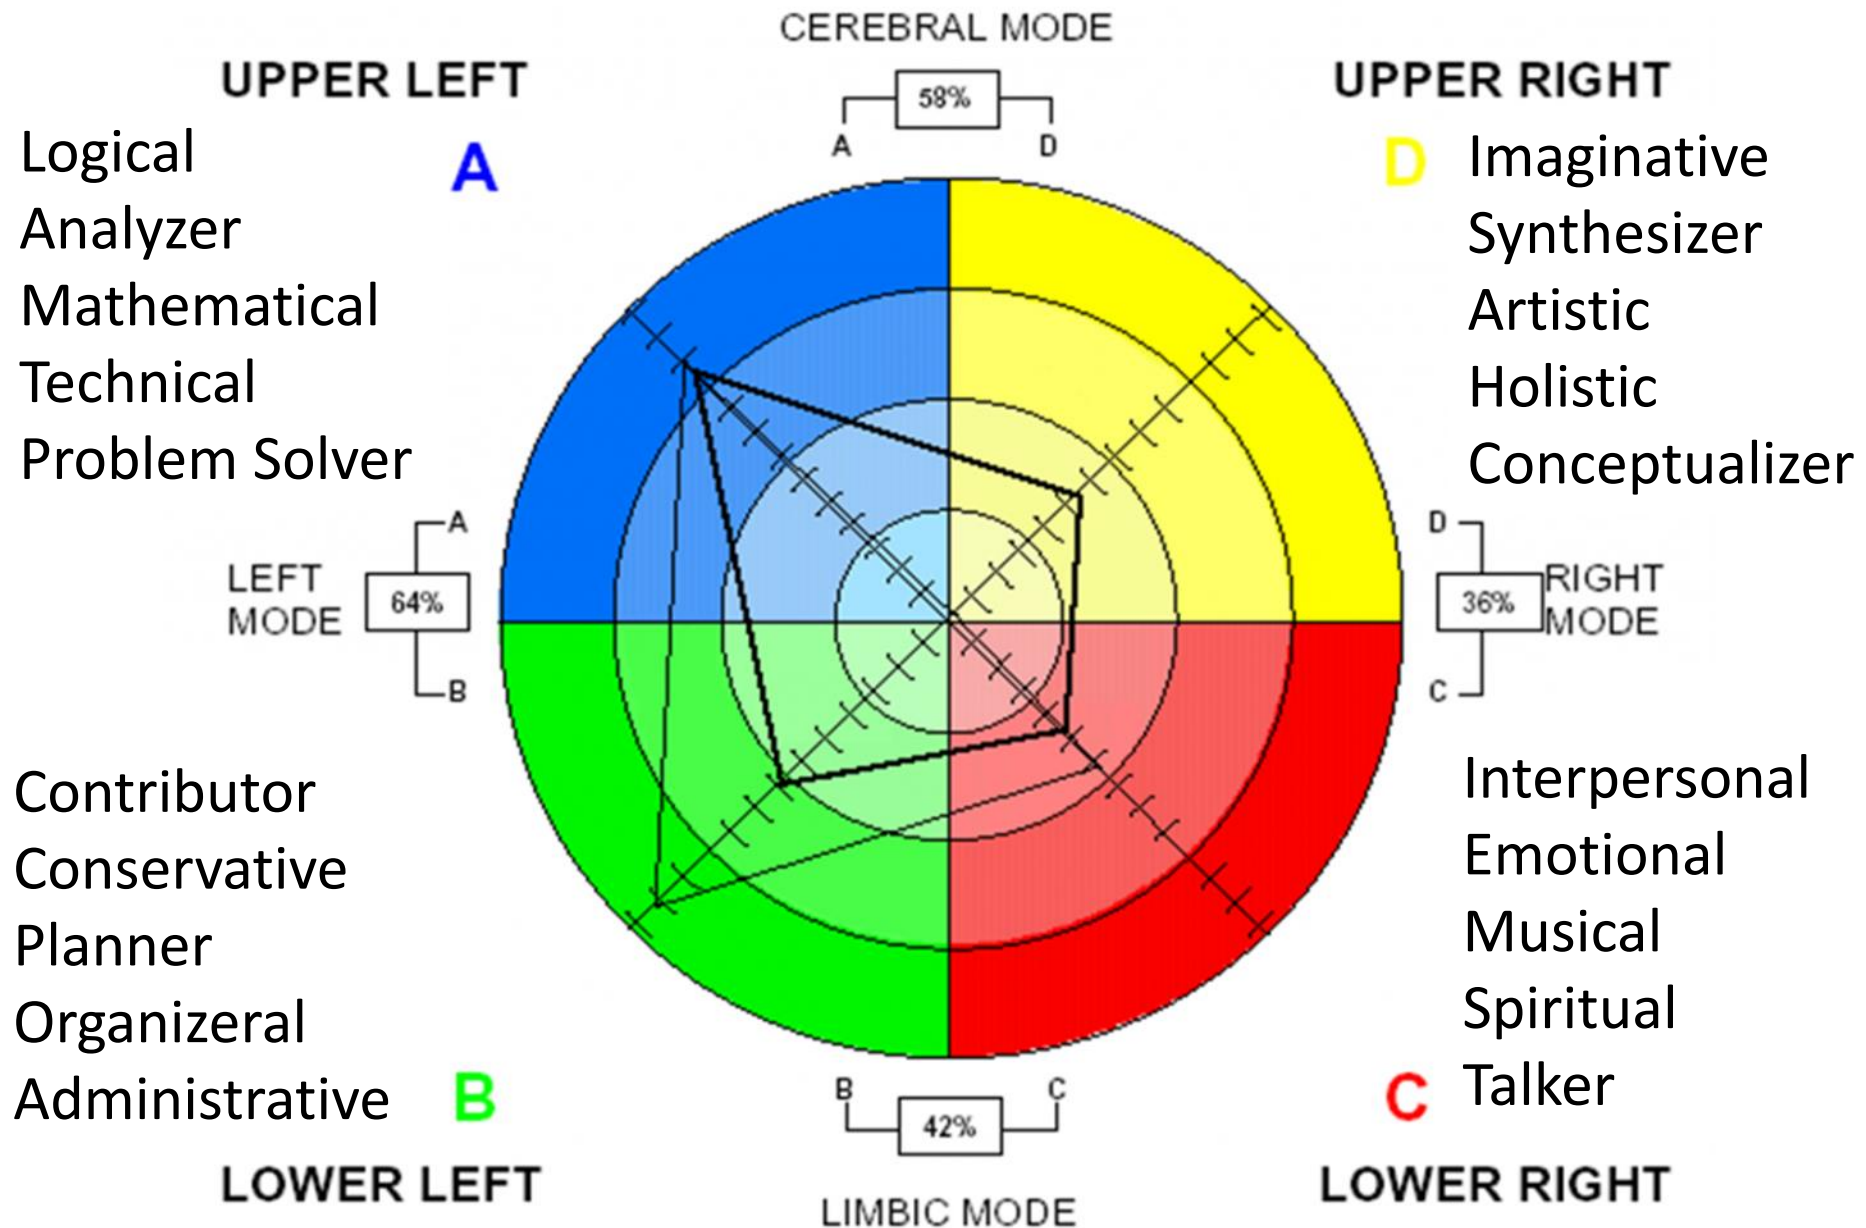 CEREBRAL MODE
UPPER LEFT
58%
UPPER RIGHT
A
D
Logical
Analyzer
Mathematical
Technical
Problem Solver
A
D
Imaginative
Synthesizer
Artistic
Holistic
Conceptualizer
A
LEFT
MODE
64%
B
D
36%
RIGHT
MODE
C
Contributor
Conservative
Planner
Organizeral
Administrative
B
Interpersonal
Emotional
Musical
Spiritual
Talker
C
B
C
42%
LOWER LEFT
LOWER RIGHT
LIMBIC MODE